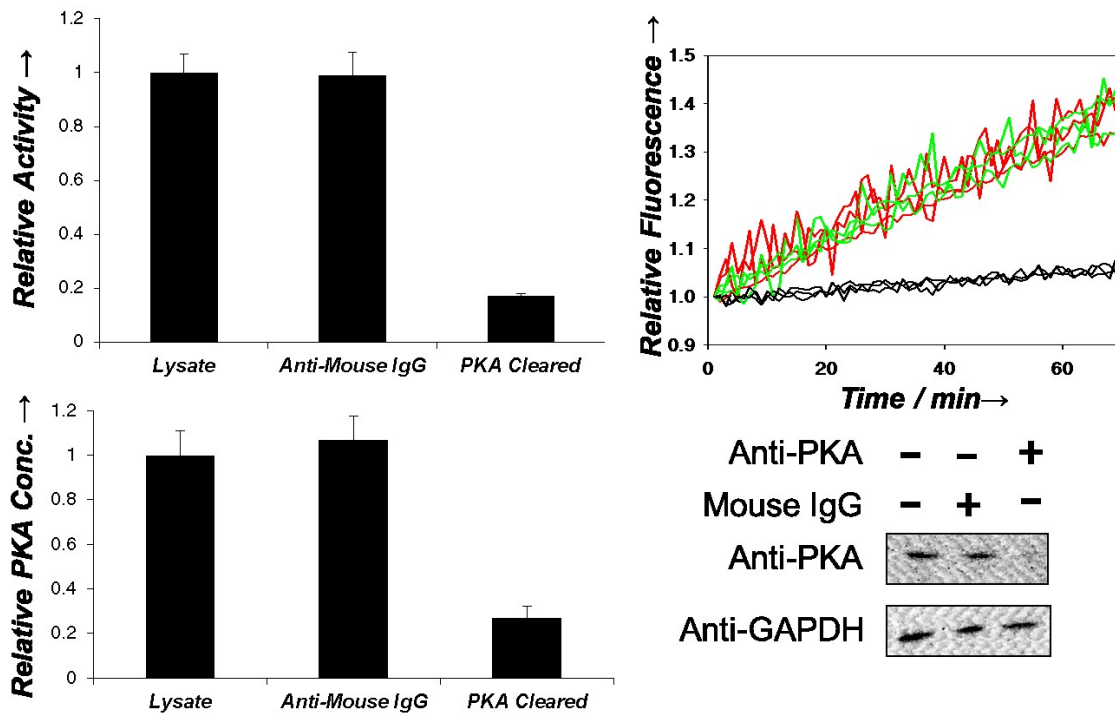 Relative Activity →
1.2
1
0.8
0.6
0.4
0.2
0
Lysate Anti-Mouse IgG PKA Cleared
Relative Fluorescence →
1.5
1.4
1.3
1.2
1.1
1.0
0.9
0 20 40 60
Time / min→
Relative PKA Conc. →
1.2
1
0.8
0.6
0.4
0.2
0
Lysate Anti-Mouse IgG PKA Cleared
Anti-PKA - - +
Mouse IgG - + -
Anti-PKA
Anti-GAPDH